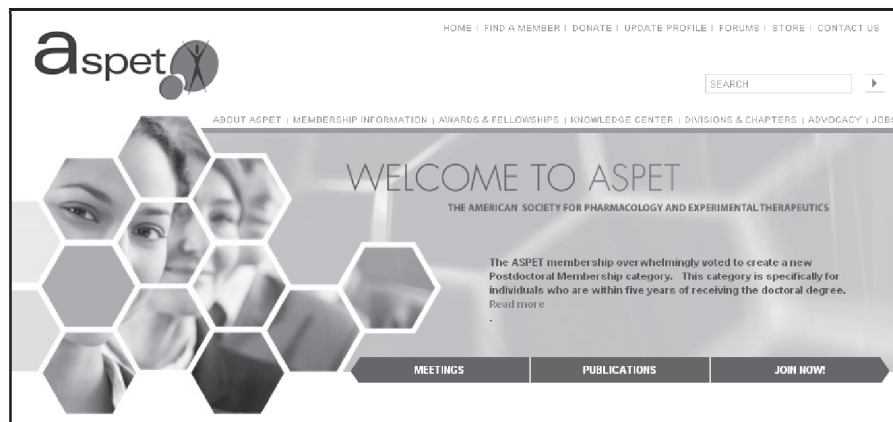 HOME | FIND A MEMBER | DONATE | UPDATE PROFILE | FORUMS | STORE | CONTACT US
aspet
SEARCH
ABOUT ASPET | MEMBERSHIP INFORMATION | AWARDS & FELLOWSHIPS | KNOWLEDGE CENTER | DIVISIONS & CHAPTERS | ADVOCACY | JOBS
WELCOME TO ASPET
THE AMERICAN SOCIETY FOR PHARMACOLOGY AND EXPERIMENTAL THERAPEUTICS
The ASPET membership overwhelmingly voted to create a new
Postdoctoral Membership category. This category is specifically for
individuals who are within five years of receiving the doctoral degree.
Read more
.
MEETINGS
PUBLICATIONS
JOIN NOW!